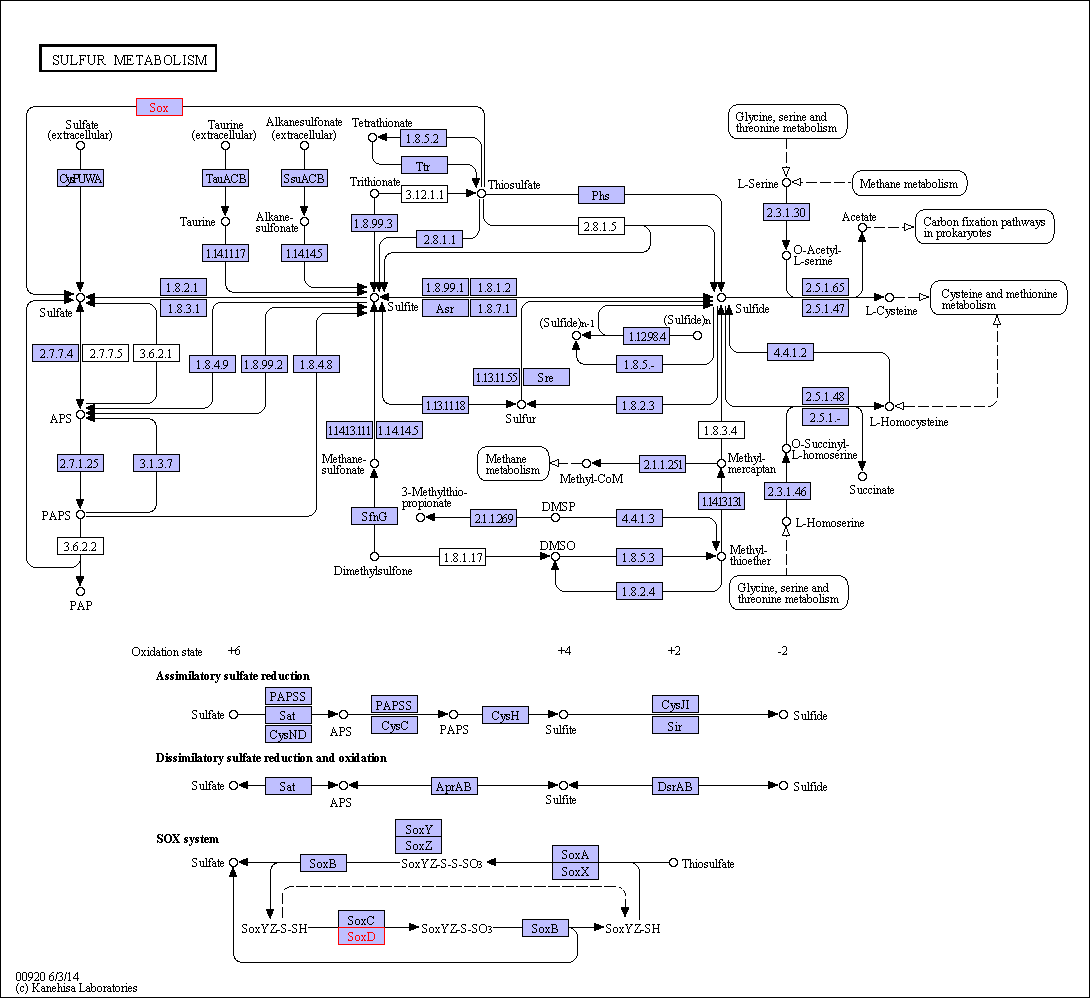 SULFUR METABOLISM
Sox
Sulfate
(extracellular)
Taurine
(extracellular)
Alkanesulfonate
(extracellular)
Tetrathionate
1.8.5.2
Ttr
Glycine, serine and
threonine metabolism
CysPUWA
TauACB
SsuACB
Trithionate
3.12.1.1
Thiosulfate
Phs
L-Serine
Methane metabolism
Taurine
Alkane-
sulfonate
1.8.99.3
2.8.1.1
2.8.1.5
2.3.1.30
Acetate
Carbon fixation pathways
in prokaryotes
1.14.11.17
1.14.14.5
O-Acetyl-
L-serine
1.8.2.1
1.8.3.1
1.8.99.1
1.8.1.2
Asr
1.8.7.1
2.5.1.65
2.5.1.47
Sulfate
Sulfite
Sulfide
L-Cysteine
Cysteine and methionine
metabolism
(Sulfide)n-1
(Sulfide)n
1.12.98.4
2.7.7.4
2.7.7.5
3.6.2.1
1.8.4.9
1.8.99.2
1.8.4.8
1.8.5.-
4.4.1.2
1.13.11.55
Sre
1.13.11.18
Sulfur
1.8.2.3
2.5.1.48
2.5.1.-
APS
L-Homocysteine
1.14.13.111
1.14.14.5
1.8.3.4
2.7.1.25
3.1.3.7
Methane-
sulfonate
Methane
metabolism
Methyl-CoM
2.1.1.251
Methyl-
mercaptan
O-Succinyl-
L-homoserine
Succinate
PAPS
SfnG
3-Methylthio-
propionate
2.1.1.269
DMSP
4.4.1.3
1.14.13.131
2.3.1.46
L-Homoserine
3.6.2.2
Dimethylsulfone
1.8.1.17
DMSO
1.8.5.3
Methyl-
thioether
1.8.2.4
Glycine, serine and
threonine metabolism
PAP
Oxidation state +6 +4 +2 -2
Assimilatory sulfate reduction
PAPSS
Sat
CysND
PAPSS
CysC
CysH
CysJI
Sir
Sulfate
APS
PAPS
Sulfite
Sulfide
Dissimilatory sulfate reduction and oxidation
Sulfate
Sat
APS
AprAB
Sulfite
DsrAB
Sulfide
SOX system
SoxY
SoxZ
Sulfate
SoxB
SoxYZ-S-S-SO3
SoxA
SoxX
Thiosulfate
SoxYZ-S-SH
SoxC
SoxD
SoxYZ-S-SO3
SoxB
SoxYZ-SH
00920 6/3/14
(c) Kanehisa Laboratories